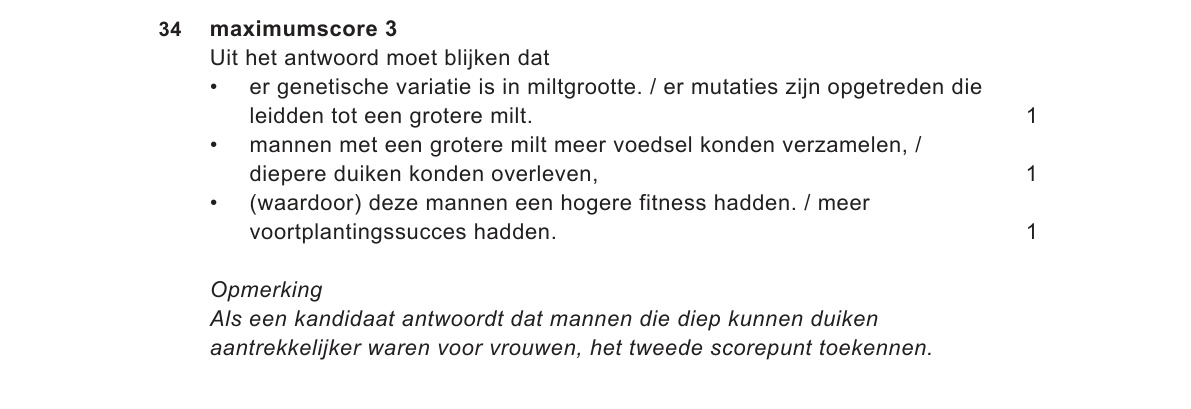 34 maximumscore 3
Uit het antwoord moet blijken dat
• er genetische variatie is in miltgrootte. / er mutaties zijn opgetreden die
leidden tot een grotere milt. 1
• mannen met een grotere milt meer voedsel konden verzamelen, /
diepere duiken konden overleven, 1
• (waardoor) deze mannen een hogere fitness hadden. / meer
voortplantingssucces hadden. 1
Opmerking
Als een kandidaat antwoordt dat mannen die diep kunnen duiken
aantrekkelijker waren voor vrouwen, het tweede scorepunt toekennen.